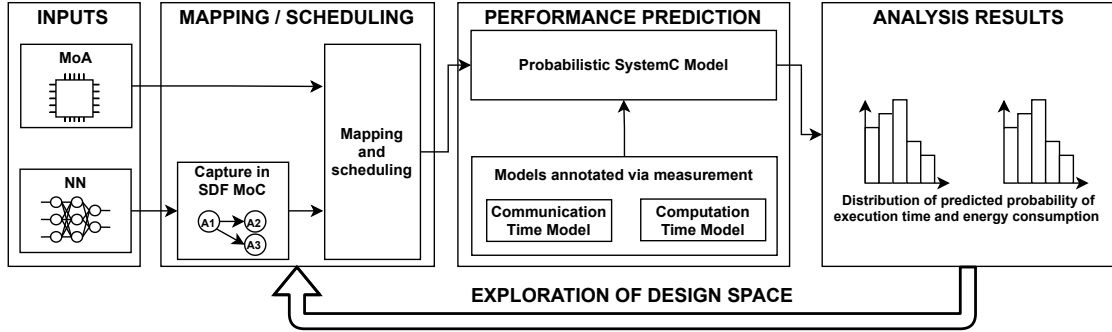 INPUTS
MoA
NN
MAPPING / SCHEDULING
Capture in
SDF MoC
A1
A2
A3
Mapping
and
scheduling
PERFORMANCE PREDICTION
Probabilistic SystemC Model
Models annotated via measurement
Communication
Time Model
Computation
Time Model
ANALYSIS RESULTS
Distribution of predicted probability of
execution time and energy consumption
EXPLORATION OF DESIGN SPACE